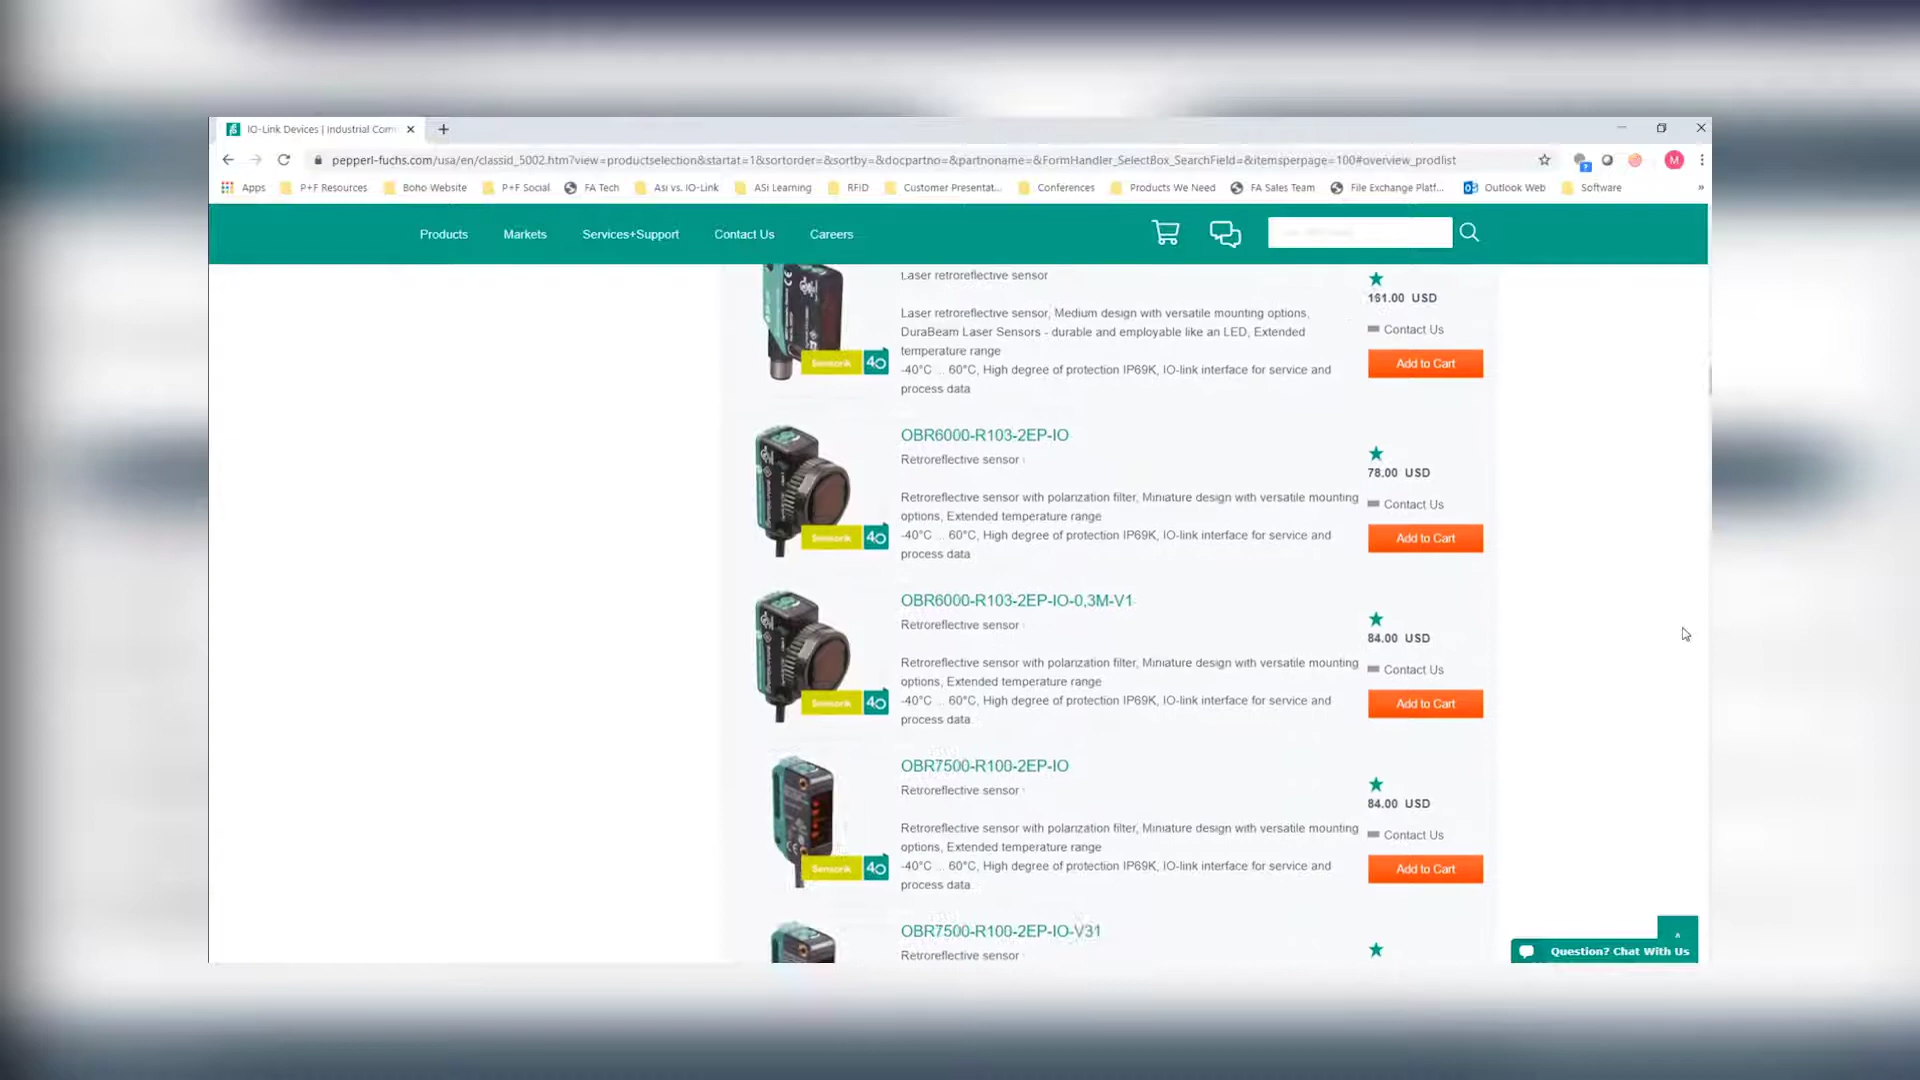 IO-Link Devices | Industrial Com
pepperl-fuchs.com/usa/en/classid_5002.htm?view=productselection&startat=1&sortorder=&sortby=&docpartno=&partnoname=&FormHandler_SelectBox_SearchField=&itemsperpage=100#overview_prodlist
M
Apps P+F Resources Boho Website P+F Social FA Tech Asi vs. IO-Link ASi Learning RFID Customer Presentat... Conferences Products We Need FA Sales Team File Exchange Platf... Outlook Web Software »
Products Markets Services+Support Contact Us Careers
Laser retroreflective sensor
161.00 USD
Laser retroreflective sensor, Medium design with versatile mounting options,
DuraBeam Laser Sensors - durable and employable like an LED, Extended
temperature range
-40°C ... 60°C, High degree of protection IP69K, IO-link interface for service and
process data
Contact Us
Add to Cart
Sensorik 4.0
OBR6000-R103-2EP-IO
Retroreflective sensor
78.00 USD
Retroreflective sensor with polarization filter, Miniature design with versatile mounting
options, Extended temperature range
-40°C ... 60°C, High degree of protection IP69K, IO-link interface for service and
process data
Contact Us
Add to Cart
Sensorik 4.0
OBR6000-R103-2EP-IO-0,3M-V1
Retroreflective sensor
84.00 USD
Retroreflective sensor with polarization filter, Miniature design with versatile mounting
options, Extended temperature range
-40°C ... 60°C, High degree of protection IP69K, IO-link interface for service and
process data
Contact Us
Add to Cart
Sensorik 4.0
OBR7500-R100-2EP-IO
Retroreflective sensor
84.00 USD
Retroreflective sensor with polarization filter, Miniature design with versatile mounting
options, Extended temperature range
-40°C ... 60°C, High degree of protection IP69K, IO-link interface for service and
process data
Contact Us
Add to Cart
Sensorik 4.0
OBR7500-R100-2EP-IO-V31
Retroreflective sensor
Question? Chat With Us